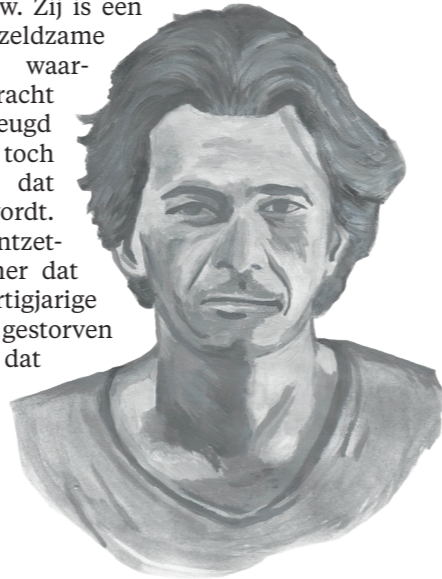 w. Zij is een
zeldzame
waar-
racht
eugd
toch
dat
ordt.
ntzet-
ner dat
rtigjarige
gestorven
dat